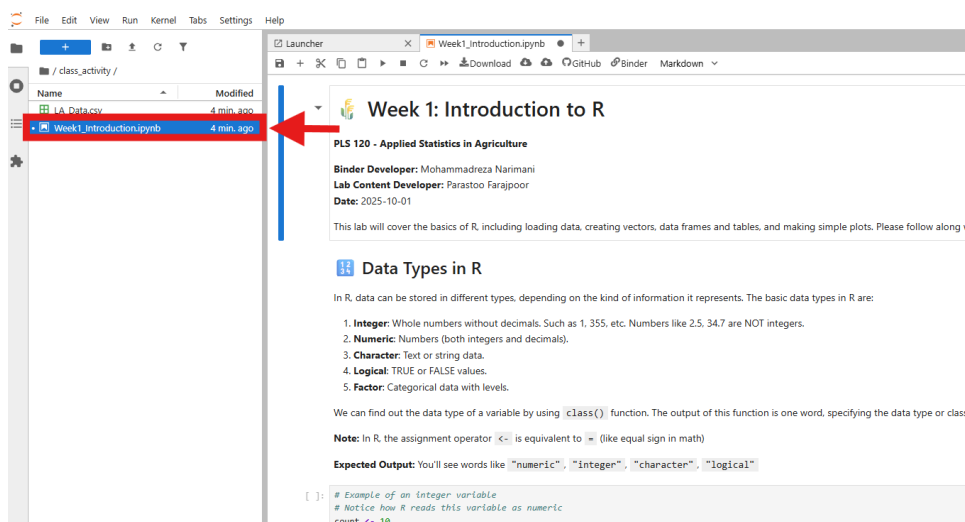 File Edit View Run Kernel Tabs Settings Help
Launcher
Week1_Introduction.ipynb
Download GitHub Binder Markdown
/ class_activity /
Name Modified
LA_Data.csv 4 min. ago
Week1_Introduction.ipynb 4 min. ago
Week 1: Introduction to R
PLS 120 - Applied Statistics in Agriculture
Binder Developer: Mohammadreza Narimani
Lab Content Developer: Parastoo Farajpoor
Date: 2025-10-01
This lab will cover the basics of R, including loading data, creating vectors, data frames and tables, and making simple plots. Please follow along
1234 Data Types in R
In R, data can be stored in different types, depending on the kind of information it represents. The basic data types in R are:
1. Integer: Whole numbers without decimals. Such as 1, 355, etc. Numbers like 2.5, 34.7 are NOT integers.
2. Numeric: Numbers (both integers and decimals).
3. Character: Text or string data.
4. Logical: TRUE or FALSE values.
5. Factor: Categorical data with levels.
We can find out the data type of a variable by using class() function. The output of this function is one word, specifying the data type or clas
Note: In R, the assignment operator <- is equivalent to = (like equal sign in math)
Expected Output: You'll see words like "numeric", "integer", "character", "logical"
[ ]: # Example of an integer variable
# Notice how R reads this variable as numeric
count <- 10